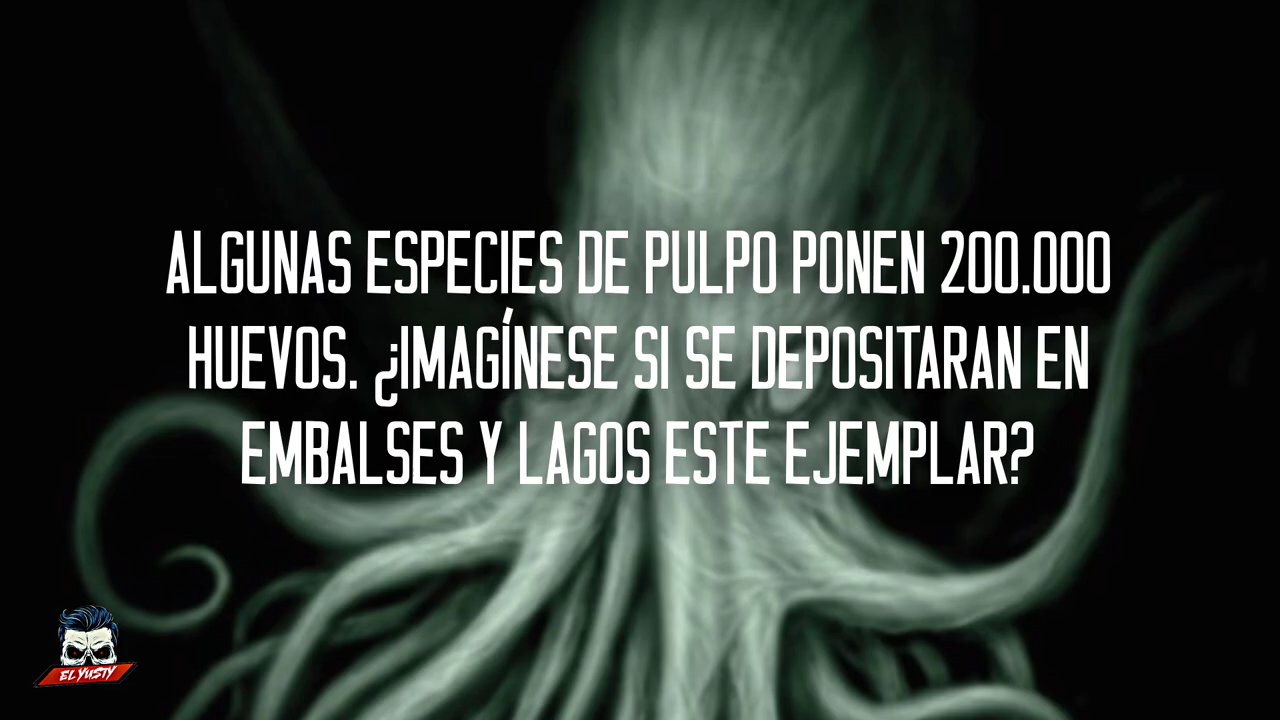 ALGUNAS ESPECIES DE PULPO PONEN 200.000
HUEVOS. ¿IMAGÍNESE SI SE DEPOSITARAN EN
EMBALSES Y LAGOS ESTE EJEMPLAR?
EL YUSTY